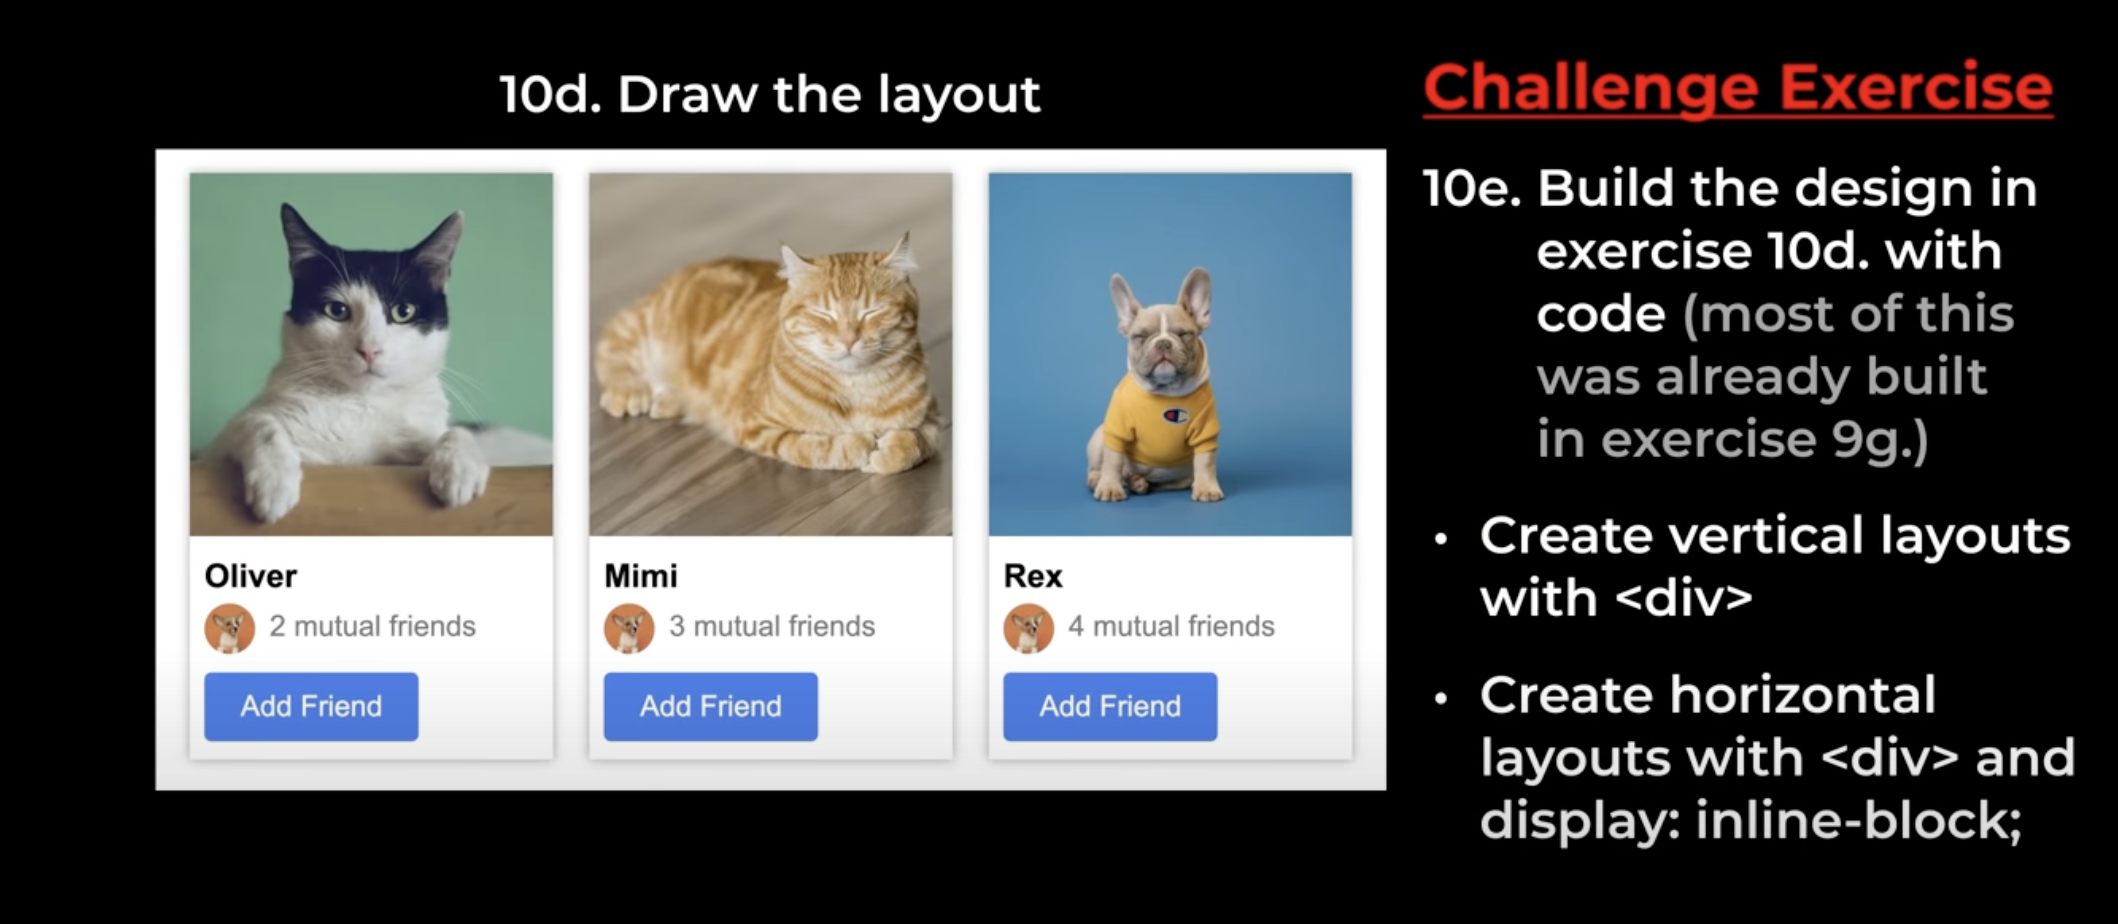 10d. Draw the layout
Oliver
2 mutual friends
Add Friend
Mimi
3 mutual friends
Add Friend
Rex
4 mutual friends
Add Friend
Challenge Exercise
10e. Build the design in
exercise 10d. with
code (most of this
was already built
in exercise 9g.)
• Create vertical layouts
with <div>
• Create horizontal
layouts with <div> and
display: inline-block;